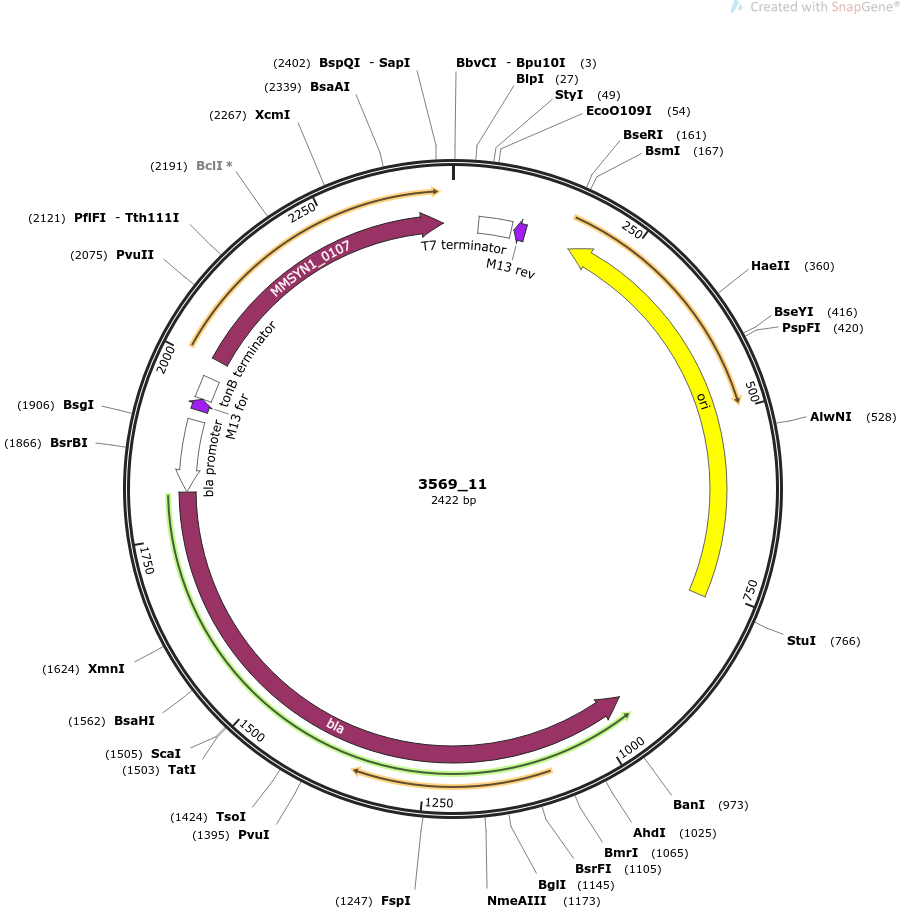 Created with SnapGene®
(2402) BspQI - SapI
BbvCI - Bpu10I (3)
(2339) BsaAI
BlpI (27)
(2267) XcmI
StyI (49)
EcoO109I (54)
BseRI (161)
(2191) BclI *
BsmI (167)
(2121) PflFI - Tth111I
(2075) PvuII
2250
250
T7 terminator
M13 rev
MMSYN1_0107
HaeII (360)
BseYI (416)
PspFI (420)
2000
tonB terminator
500
ori
(1906) BsgI
M13 for
AlwNI (528)
(1866) BsrBI
bla promoter
3569_11
2422 bp
1750
750
StuI (766)
(1624) XmnI
(1562) BsaHI
bla
1500
1000
(1505) ScaI
(1503) TatI
1250
BanI (973)
(1424) TsoI
(1395) PvuI
AhdI (1025)
BmrI (1065)
BsrFI (1105)
BglI (1145)
(1247) FspI
NmeAIII (1173)